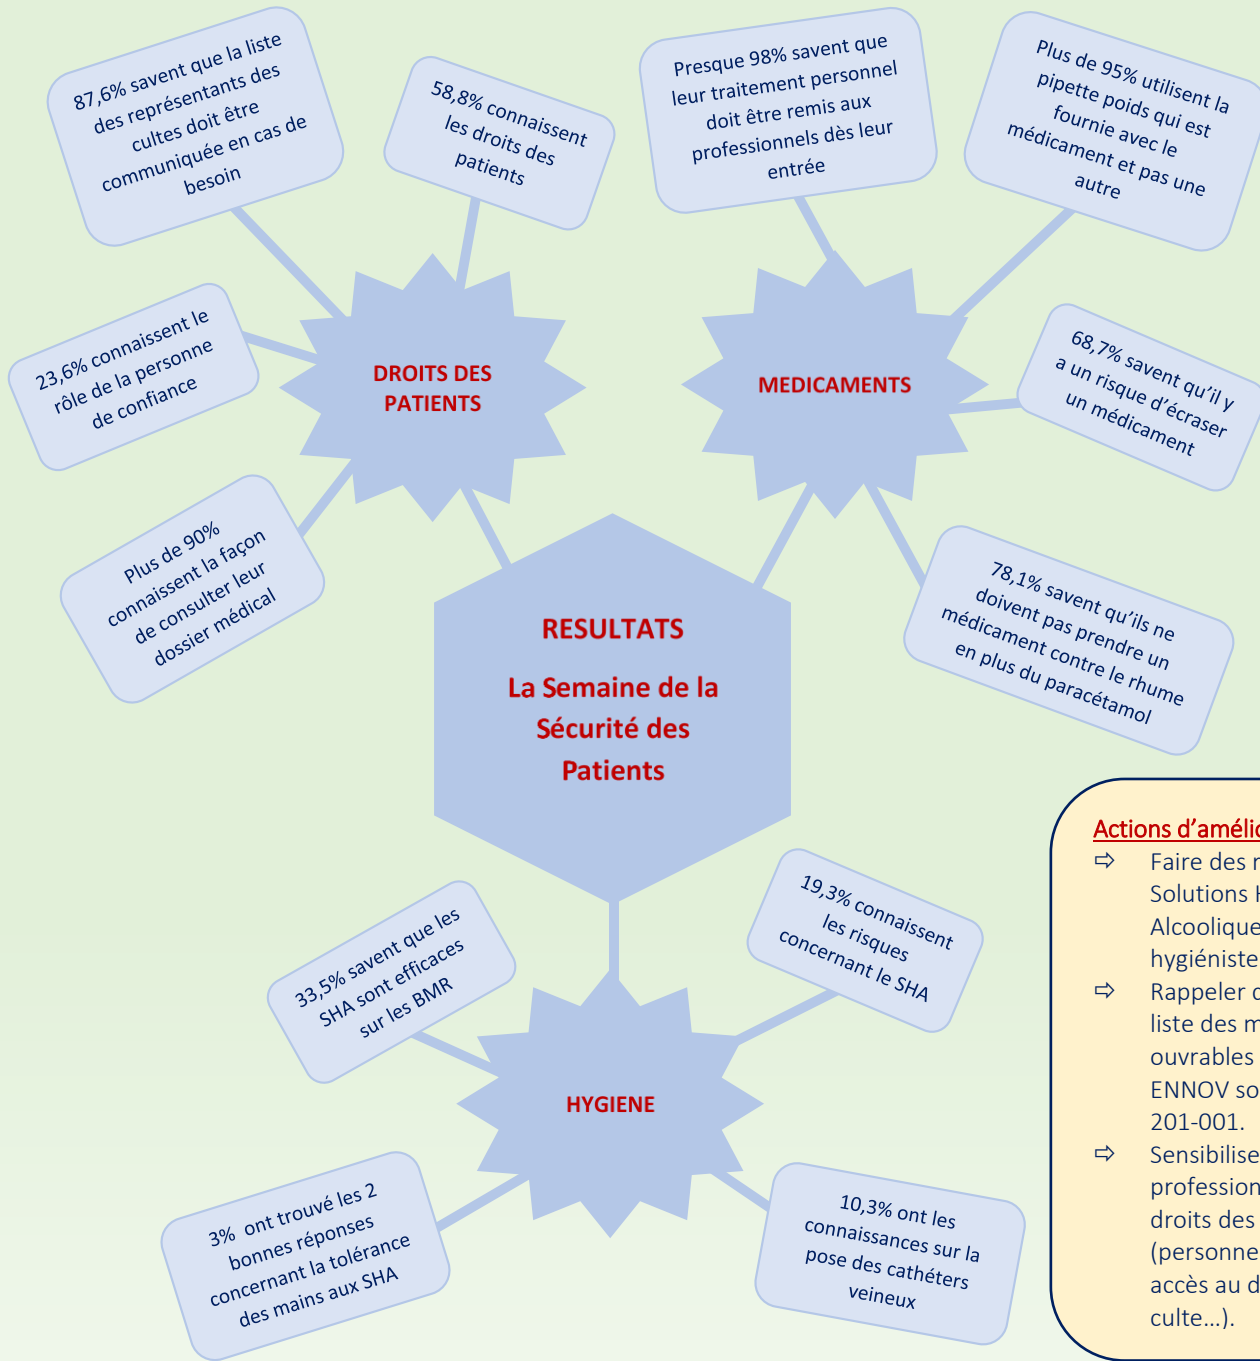 87,6% savent que la liste
des représentants des
cultes doit être
communiquée en cas de
besoin
58,8% connaissent
les droits des
patients
Presque 98% savent que
leur traitement personnel
doit être remis aux
professionnels dès leur
entrée
Plus de 95% utilisent la
pipette poids qui est
fournie avec le
médicament et pas une
autre
23,6% connaissent le
rôle de la personne
de confiance
DROITS DES
PATIENTS
MEDICAMENTS
68,7% savent qu'il y
a un risque d'écraser
un médicament
Plus de 90%
connaissent la façon
de consulter leur
dossier médical
78,1% savent qu'ils ne
doivent pas prendre un
médicament contre le rhume
en plus du paracétamol
RESULTATS
La Semaine de la
Sécurité des
Patients
33,5% savent que les
SHA sont efficaces
sur les BMR
19,3% connaissent
les risques
concernant le SHA
HYGIENE
3% ont trouvé les 2
bonnes réponses
concernant la tolérance
des mains aux SHA
10,3% ont les
connaissances sur la
pose des cathéters
veineux
Actions d'amélio
⇨ Faire des
Solutions
Alcoolique
hygiéniste
⇨ Rappeler
liste des
ouvrables
ENNOV
201-001.
⇨ Sensibilise
profession
droits des
(personne
accès au
culte…).